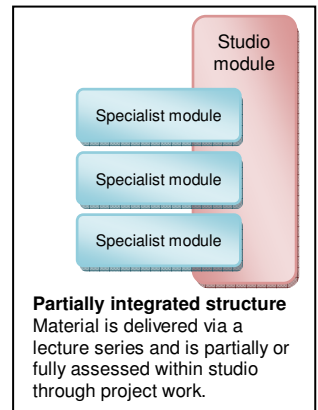 Studio
module
Specialist module
Specialist module
Specialist module
Partially integrated structure
Material is delivered via a
lecture series and is partially or
fully assessed within studio
through project work.